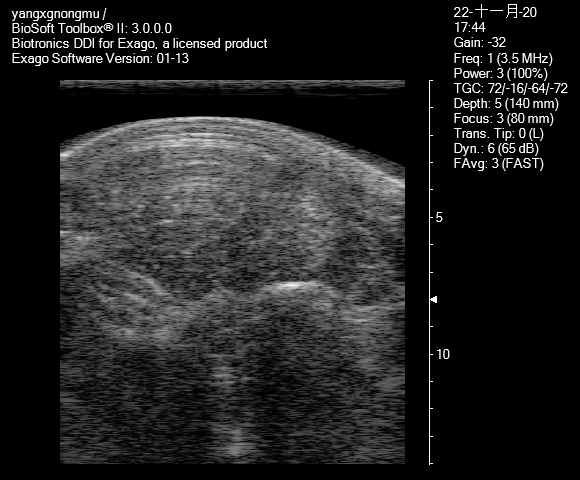 yangxgnongmu /
BioSoft Toolbox® II: 3.0.0.0
Biotronics DDI for Exago, a licensed product
Exago Software Version: 01-13
22-十一月-20
17:44
Gain: -32
Freq: 1 (3.5 MHz)
Power: 3 (100%)
TGC: 72/-16/-64/-72
Depth: 5 (140 mm)
Focus: 3 (80 mm)
Trans. Tip: 0 (L)
Dyn.: 6 (65 dB)
FAvg: 3 (FAST)
5
10